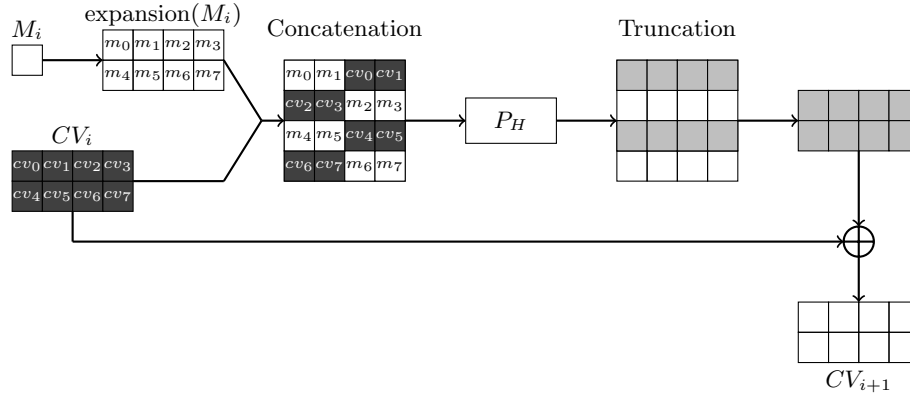 M_i
expansion(M_i)
m_0 m_1 m_2 m_3
m_4 m_5 m_6 m_7
CV_i
cv_0 cv_1 cv_2 cv_3
cv_4 cv_5 cv_6 cv_7
Concatenation
m_0 m_1 cv_0 cv_1
cv_2 cv_3 m_2 m_3
m_4 m_5 cv_4 cv_5
cv_6 cv_7 m_6 m_7
P_H
Truncation
CV_{i+1}